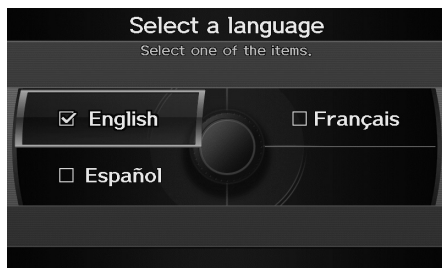 Select a language
Select one of the items.
English
Français
Español